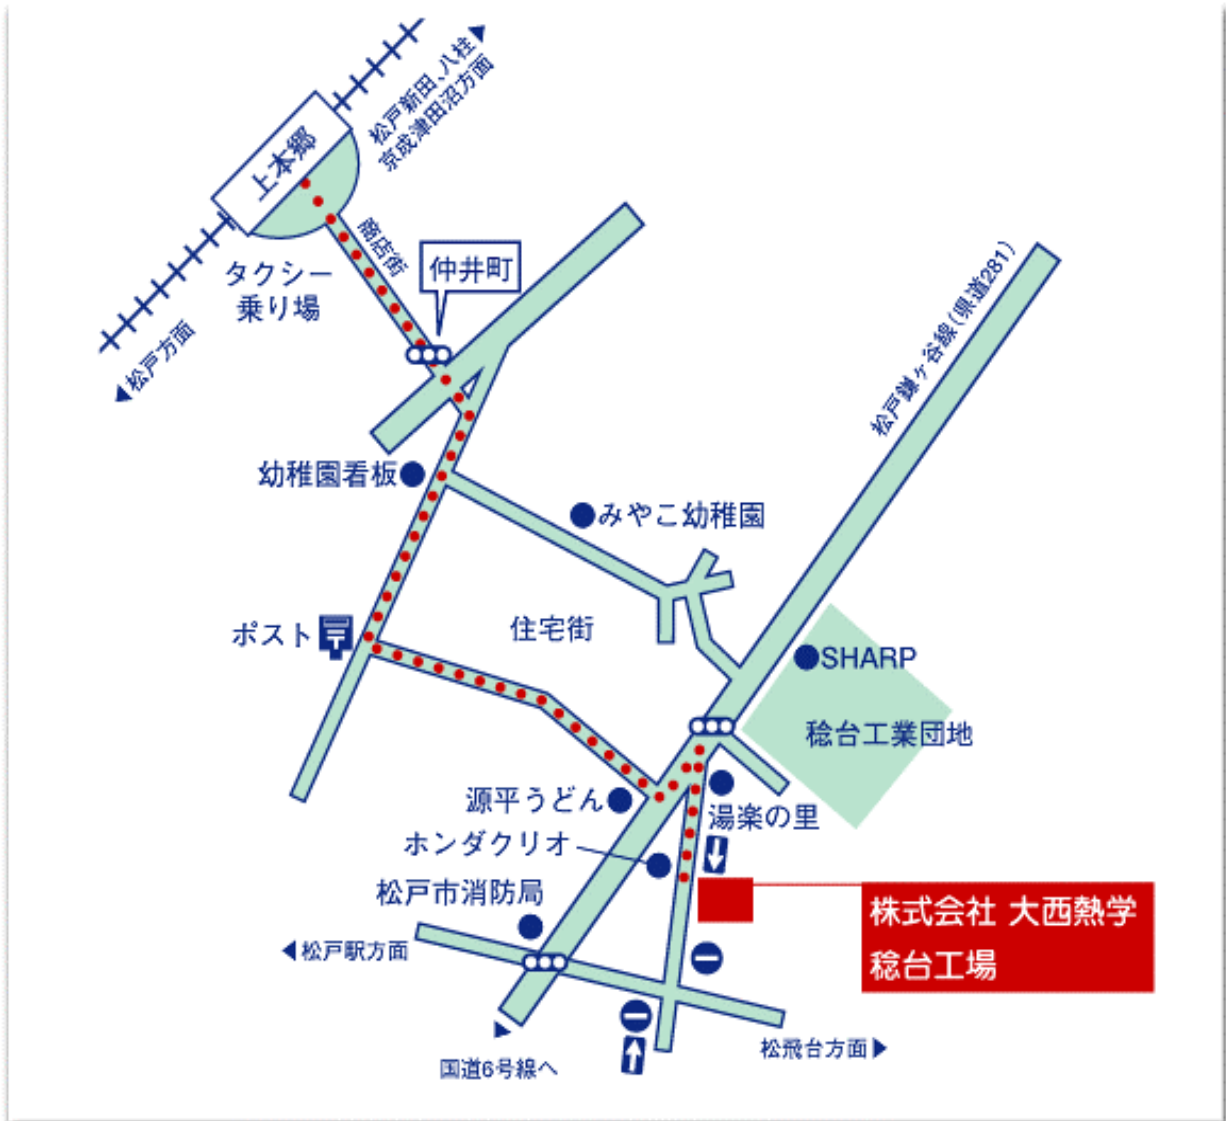 松戸新田、八柱
京成津田沼方面
上本郷
商店街
仲井町
タクシー
乗り場
松戸方面
松戸鎌ヶ谷線(県道281)
幼稚園看板
みやこ幼稚園
ポスト
住宅街
SHARP
稔台工業団地
源平うどん
湯楽の里
ホンダクリオ
松戸市消防局
株式会社 大西熱学
稔台工場
松戸駅方面
松飛台方面
国道6号線へ